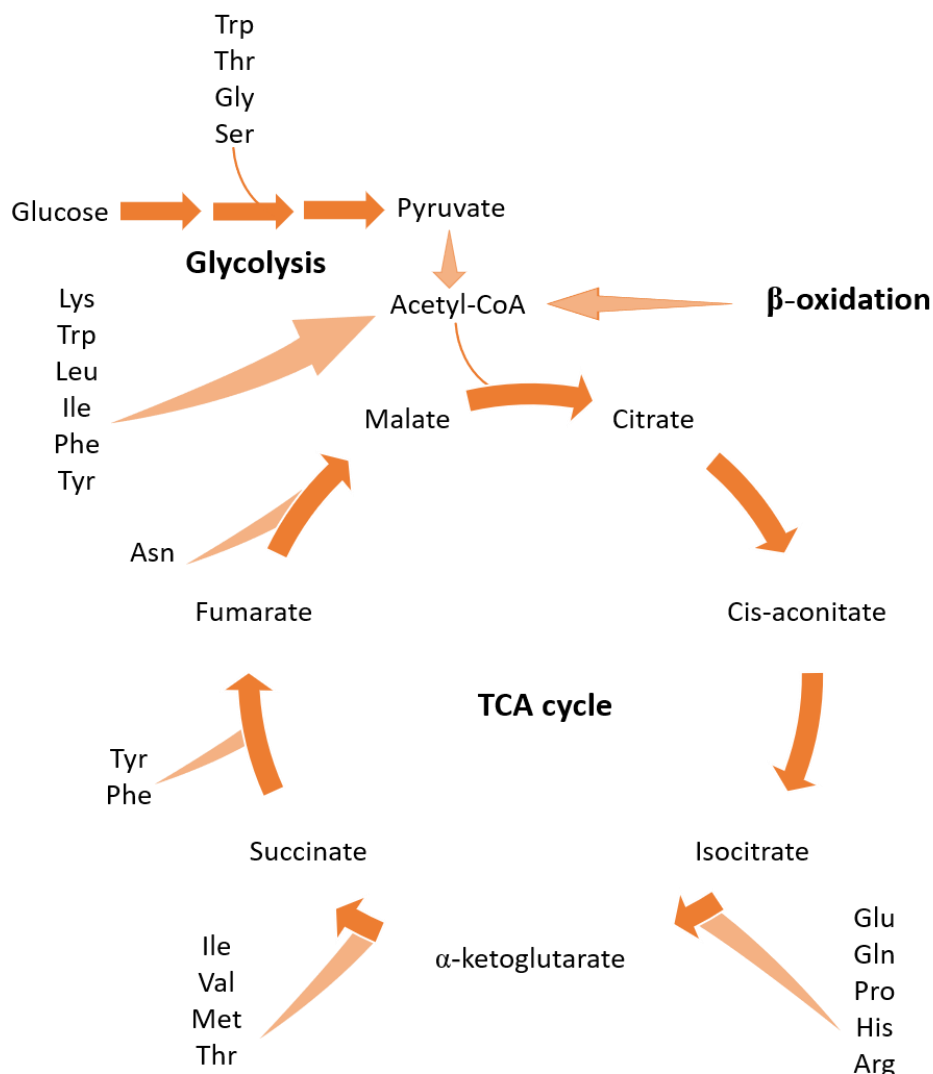 Trp
Thr
Gly
Ser
Glucose
Pyruvate
Glycolysis
Lys
Trp
Leu
Ile
Phe
Tyr
Acetyl-CoA
β-oxidation
Malate
Citrate
Asn
Fumarate
Cis-aconitate
TCA cycle
Tyr
Phe
Succinate
Isocitrate
Ile
Val
Met
Thr
α-ketoglutarate
Glu
Gln
Pro
His
Arg